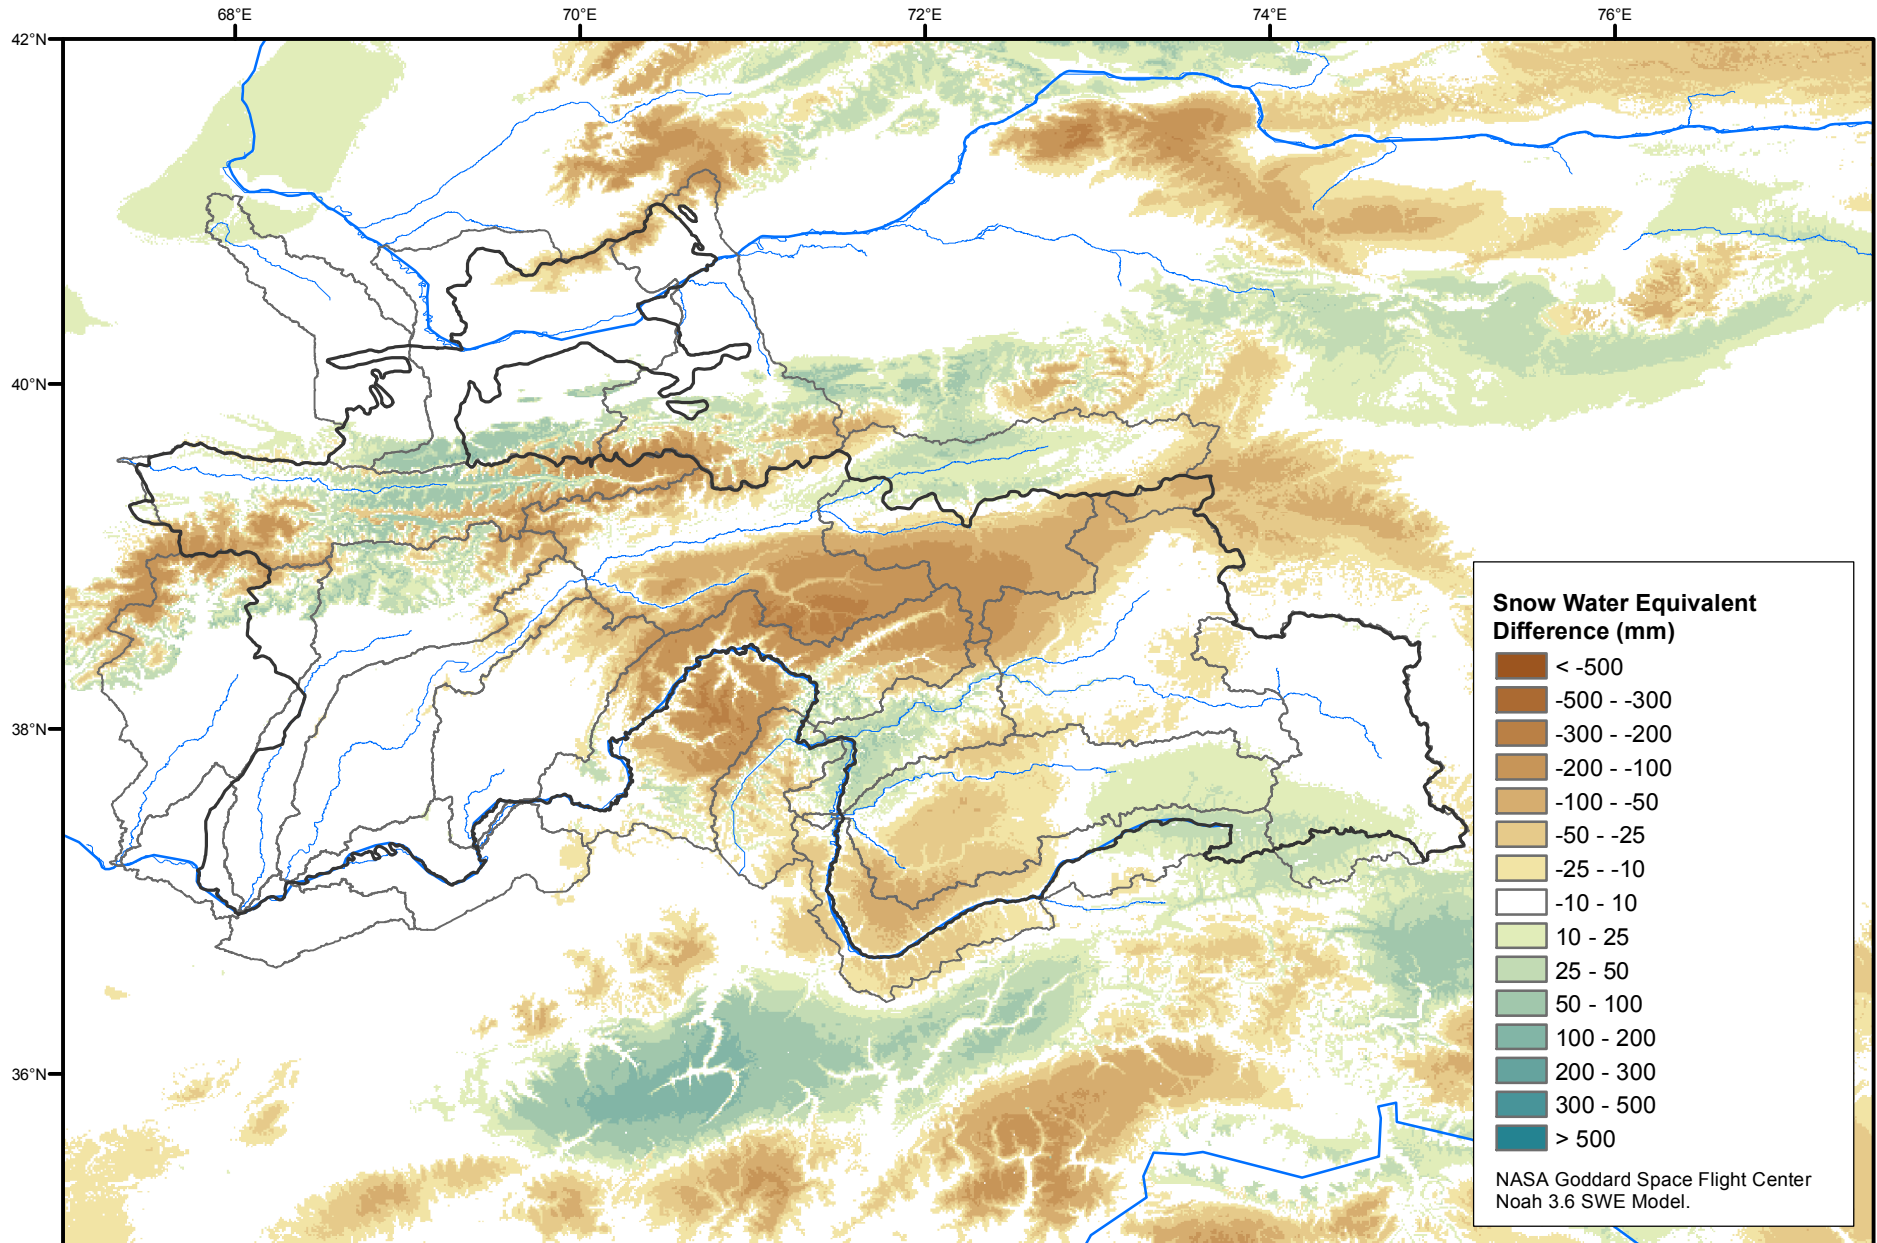 68°E 70°E 72°E 74°E 76°E
42°N
40°N
38°N
36°N
Snow Water Equivalent
Difference (mm)
< -500
-500 - -300
-300 - -200
-200 - -100
-100 - -50
-50 - -25
-25 - -10
-10 - 10
10 - 25
25 - 50
50 - 100
100 - 200
200 - 300
300 - 500
> 500
NASA Goddard Space Flight Center
Noah 3.6 SWE Model.